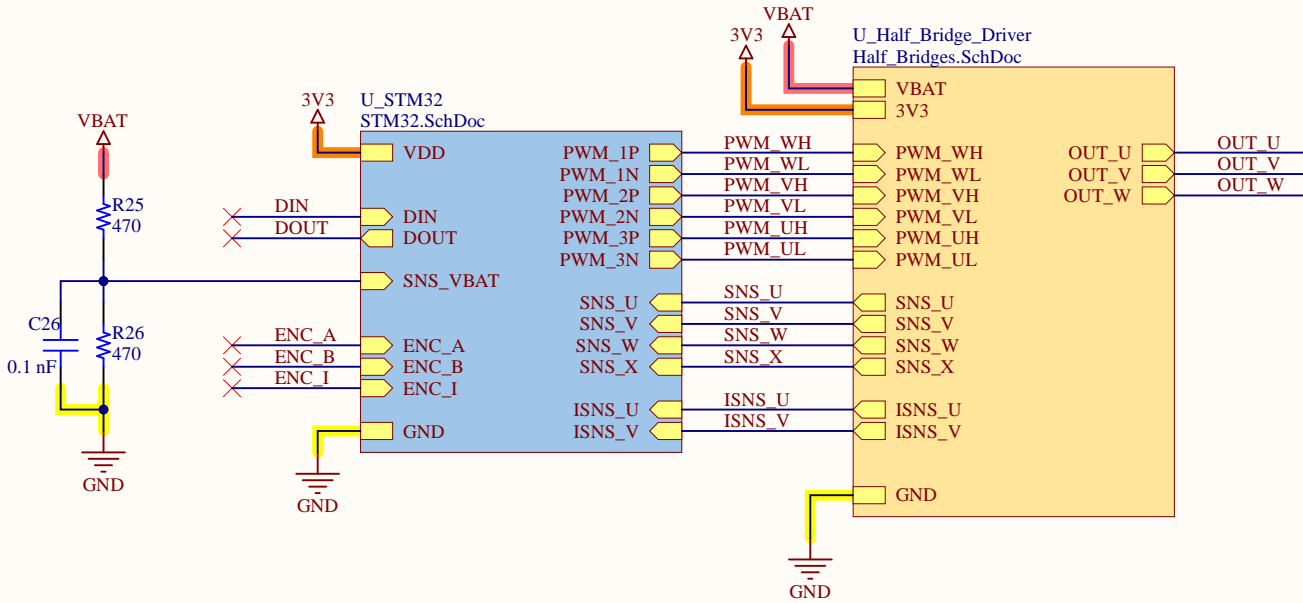 VBAT
R25
470
C26
0.1 nF
R26
470
GND
3V3
U_STM32
STM32.SchDoc
VDD
DIN
DIN
DOUT
DOUT
SNS_VBAT
ENC_A
ENC_A
ENC_B
ENC_B
ENC_I
ENC_I
GND
GND
PWM_1P
PWM_1N
PWM_2P
PWM_2N
PWM_3P
PWM_3N
SNS_U
SNS_V
SNS_W
SNS_X
ISNS_U
ISNS_V
PWM_WH
PWM_WL
PWM_VH
PWM_VL
PWM_UH
PWM_UL
SNS_U
SNS_V
SNS_W
SNS_X
ISNS_U
ISNS_V
3V3
VBAT
U_Half_Bridge_Driver
Half_Bridges.SchDoc
VBAT
3V3
PWM_WH
PWM_WL
PWM_VH
PWM_VL
PWM_UH
PWM_UL
SNS_U
SNS_V
SNS_W
SNS_X
ISNS_U
ISNS_V
GND
GND
OUT_U
OUT_V
OUT_W
OUT_U
OUT_V
OUT_W